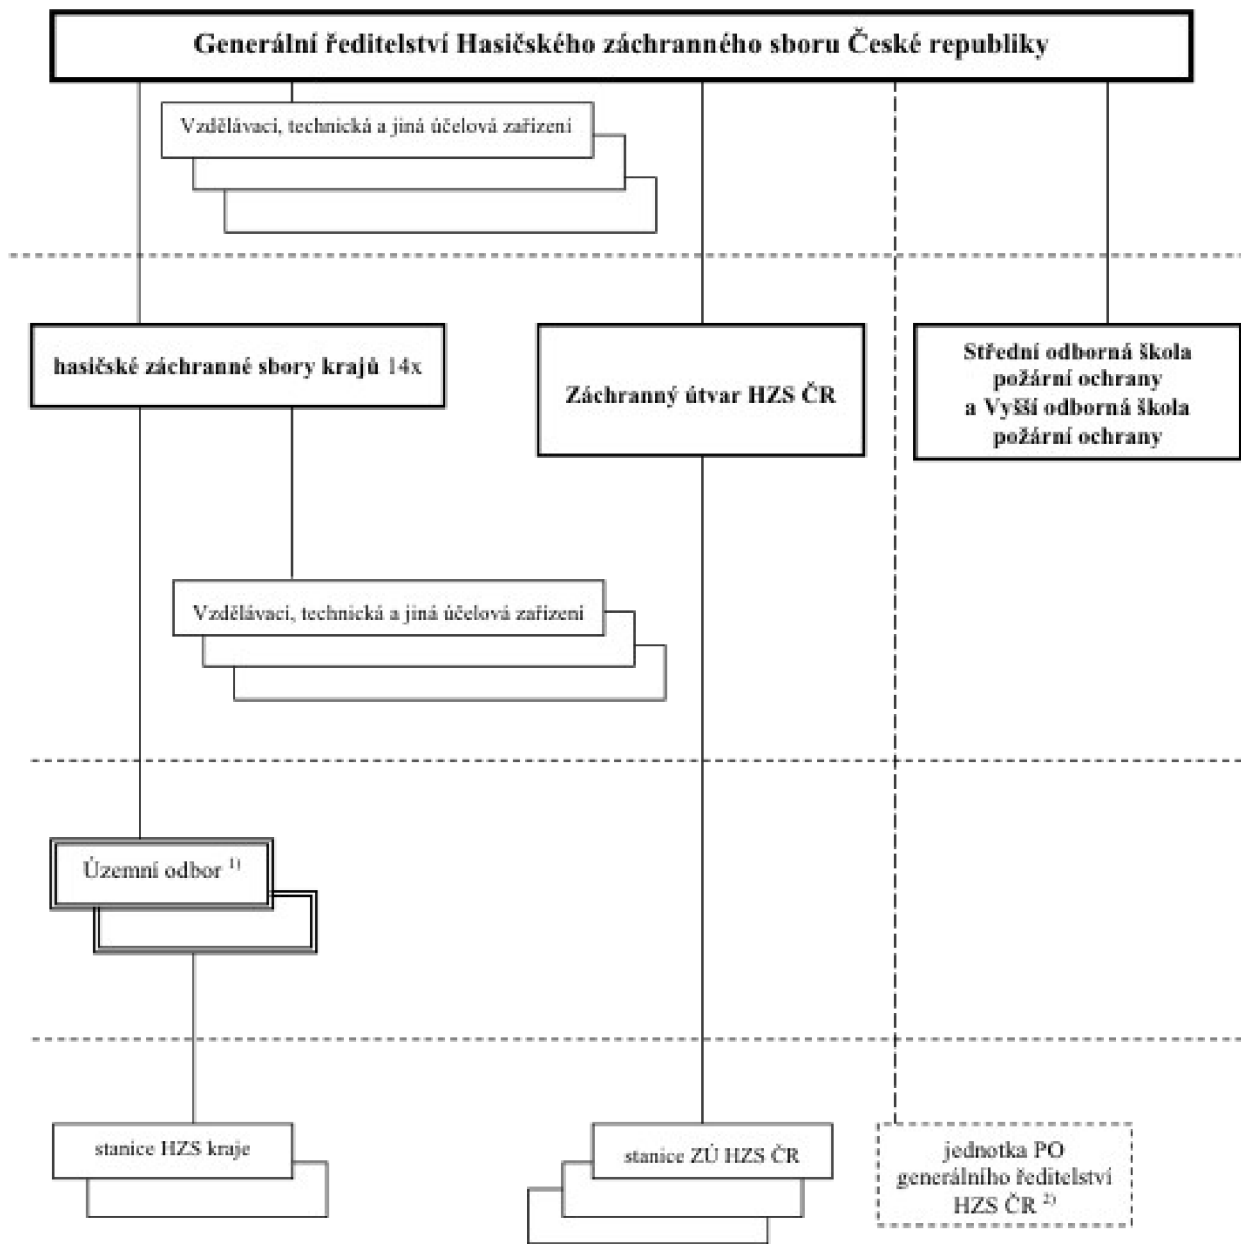 Generální ředitelství Hasičského záchranného sboru České republiky
Vzdělávací, technická a jiná účelová zařízení
hasičské záchranné sbory krajů 14x
Záchranný útvar HZS ČR
Střední odborná škola
požární ochrany
a Vyšší odborná škola
požární ochrany
Vzdělávací, technická a jiná účelová zařízení
Územní odbor 1)
stanice HZS kraje
stanice ZÚ HZS ČR
jednotka PO
generálního ředitelství
HZS ČR 2)